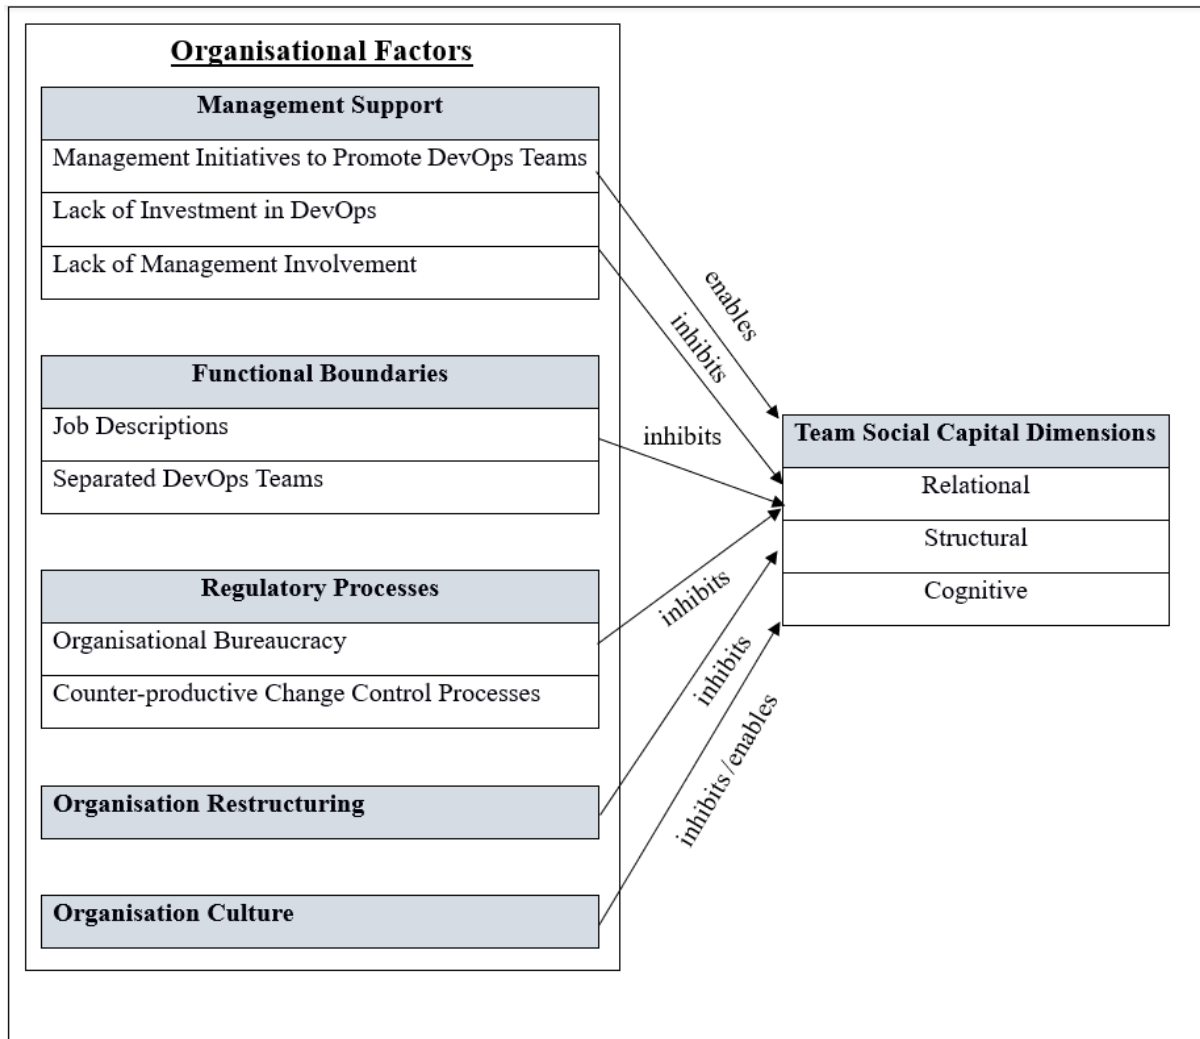 Organisational Factors
Management Support
Management Initiatives to Promote DevOps Teams
Lack of Investment in DevOps
Lack of Management Involvement
enables
inhibits
Functional Boundaries
Job Descriptions
Separated DevOps Teams
inhibits
Team Social Capital Dimensions
Relational
Structural
Cognitive
Regulatory Processes
Organisational Bureaucracy
Counter-productive Change Control Processes
inhibits
Organisation Restructuring
inhibits
Organisation Culture
inhibits/enables